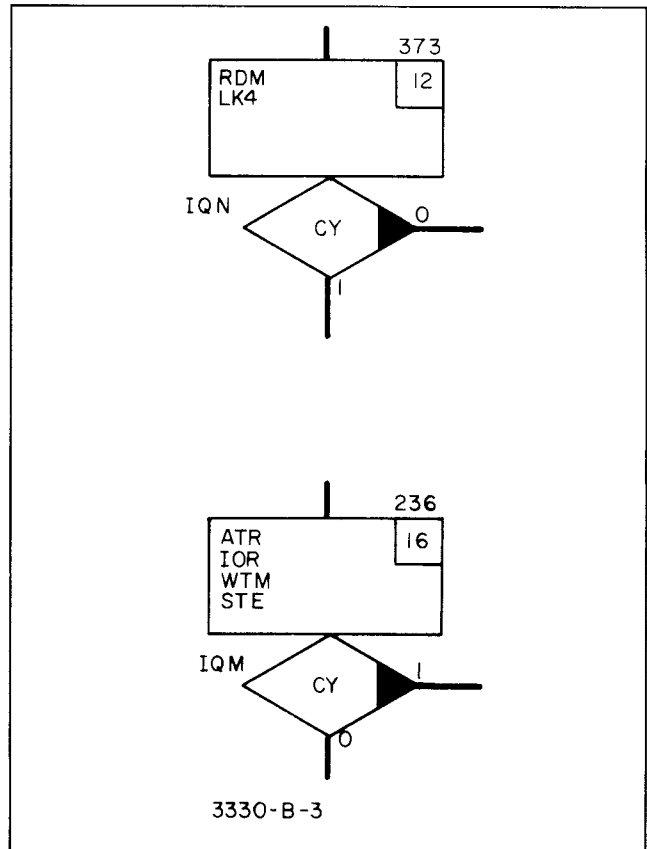 373
RDM
12
LK4
IQN
CY
0
1
236
ATR
16
IOR
WTM
STE
IQM
CY
1
0
3330-B-3